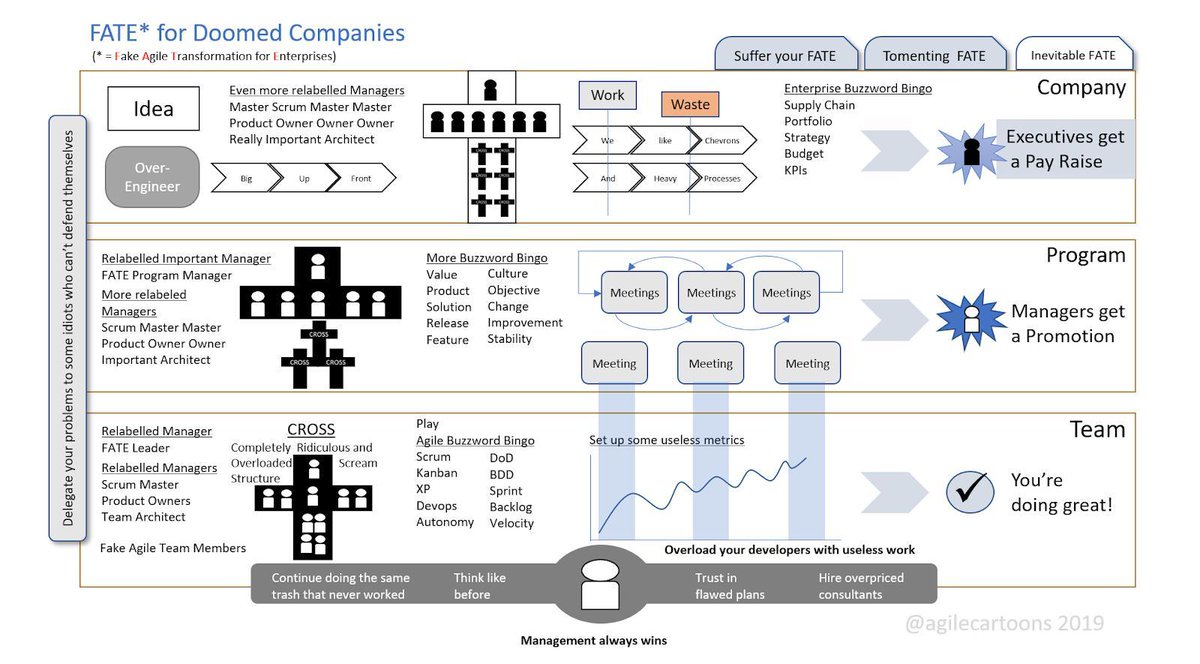 FATE* for Doomed Companies
(* = Fake Agile Transformation for Enterprises)
Suffer your FATE
Tomenting FATE
Inevitable FATE
Delegate your problems to some idiots who can't defend themselves
Company
Idea
Over-
Engineer
Even more relabelled Managers
Master Scrum Master Master
Product Owner Owner Owner
Really Important Architect
Big
Up
Front
CROSS
CROSS
CROSS
CROSS
CROSS
CROSS
Work
Waste
We
like
Chevrons
And
Heavy
Processes
Enterprise Buzzword Bingo
Supply Chain
Portfolio
Strategy
Budget
KPIs
Executives get
a Pay Raise
Program
Relabelled Important Manager
FATE Program Manager
More relabeled
Managers
Scrum Master Master
Product Owner Owner
Important Architect
CROSS
CROSS
CROSS
More Buzzword Bingo
Value
Product
Solution
Release
Feature
Culture
Objective
Change
Improvement
Stability
Meetings
Meetings
Meetings
Meeting
Meeting
Meeting
Managers get
a Promotion
Team
Relabelled Manager
FATE Leader
Relabelled Managers
Scrum Master
Product Owners
Team Architect
Fake Agile Team Members
CROSS
Completely Ridiculous and
Overloaded Scream
Structure
Play
Agile Buzzword Bingo
Scrum
Kanban
XP
Devops
Autonomy
DoD
BDD
Sprint
Backlog
Velocity
Set up some useless metrics
You're
doing great!
Overload your developers with useless work
Continue doing the same
trash that never worked
Think like
before
Trust in
flawed plans
Hire overpriced
consultants
Management always wins
@agilecartoons 2019